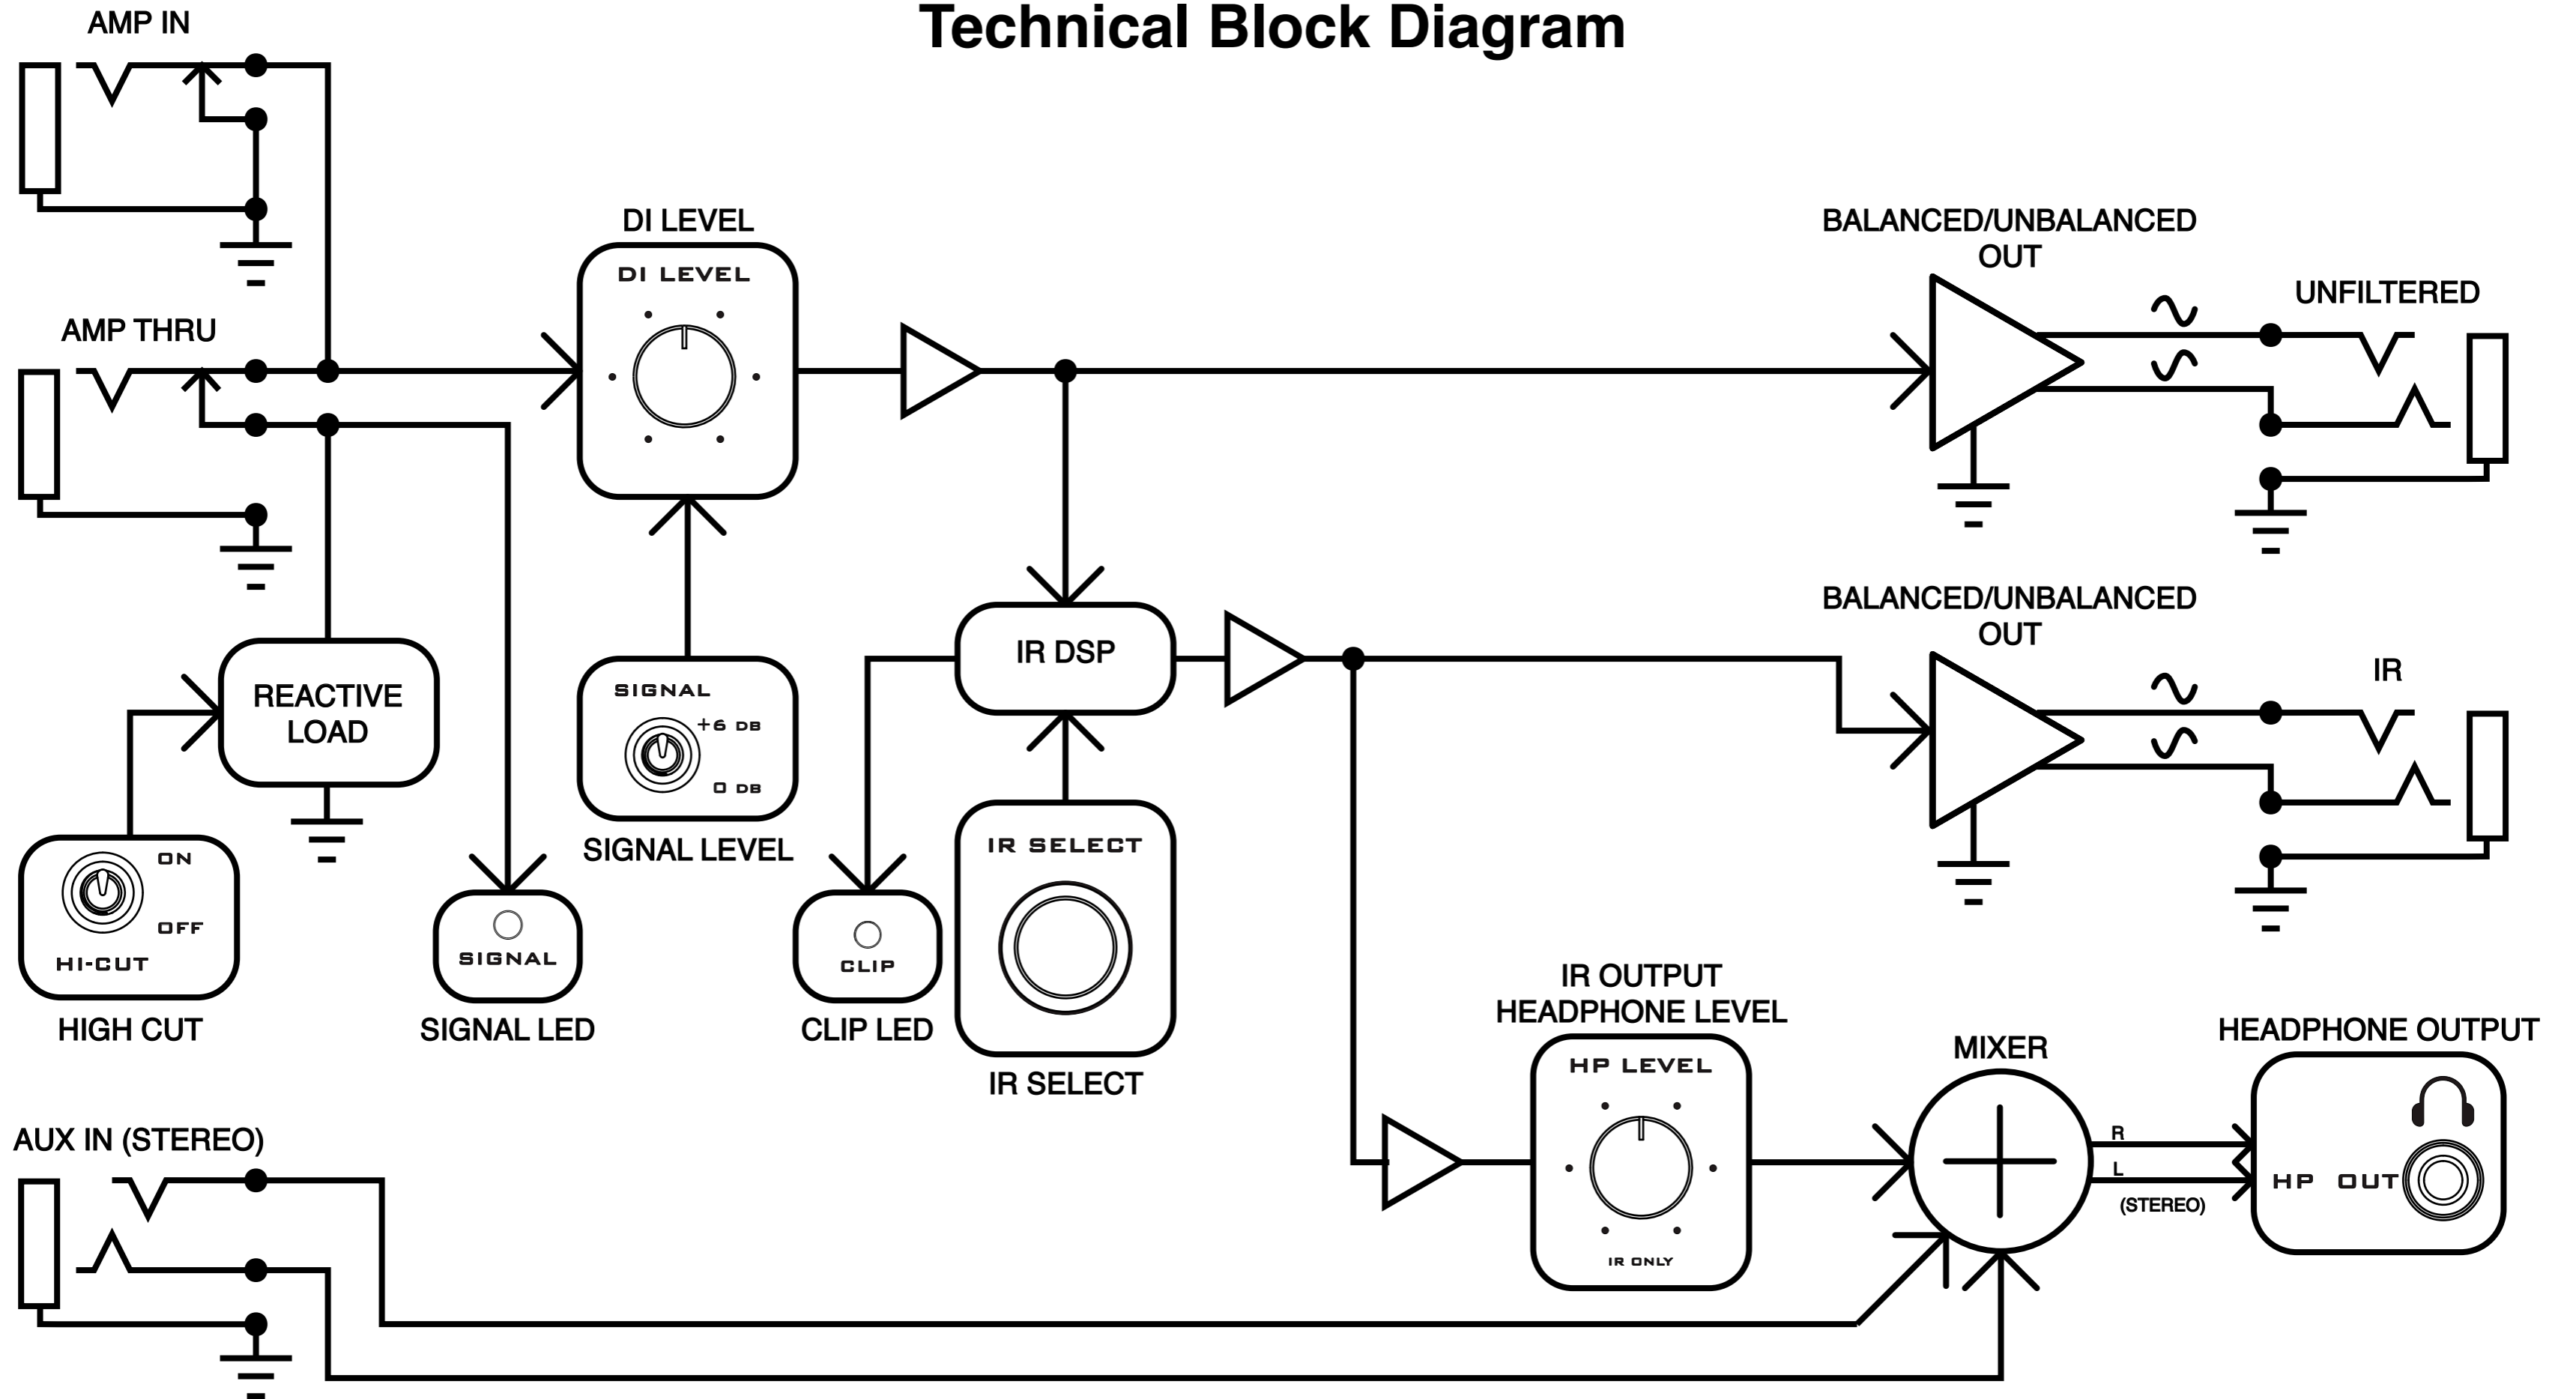 Technical Block Diagram
AMP IN
AMP THRU
DI LEVEL
DI LEVEL
BALANCED/UNBALANCED
OUT
UNFILTERED
REACTIVE
LOAD
ON
OFF
HI-CUT
HIGH CUT
SIGNAL
SIGNAL LED
SIGNAL
+6 DB
0 DB
SIGNAL LEVEL
IR DSP
CLIP
CLIP LED
IR SELECT
IR SELECT
BALANCED/UNBALANCED
OUT
IR
IR OUTPUT
HEADPHONE LEVEL
HP LEVEL
IR ONLY
MIXER
R
L
(STEREO)
HEADPHONE OUTPUT
HP OUT
AUX IN (STEREO)